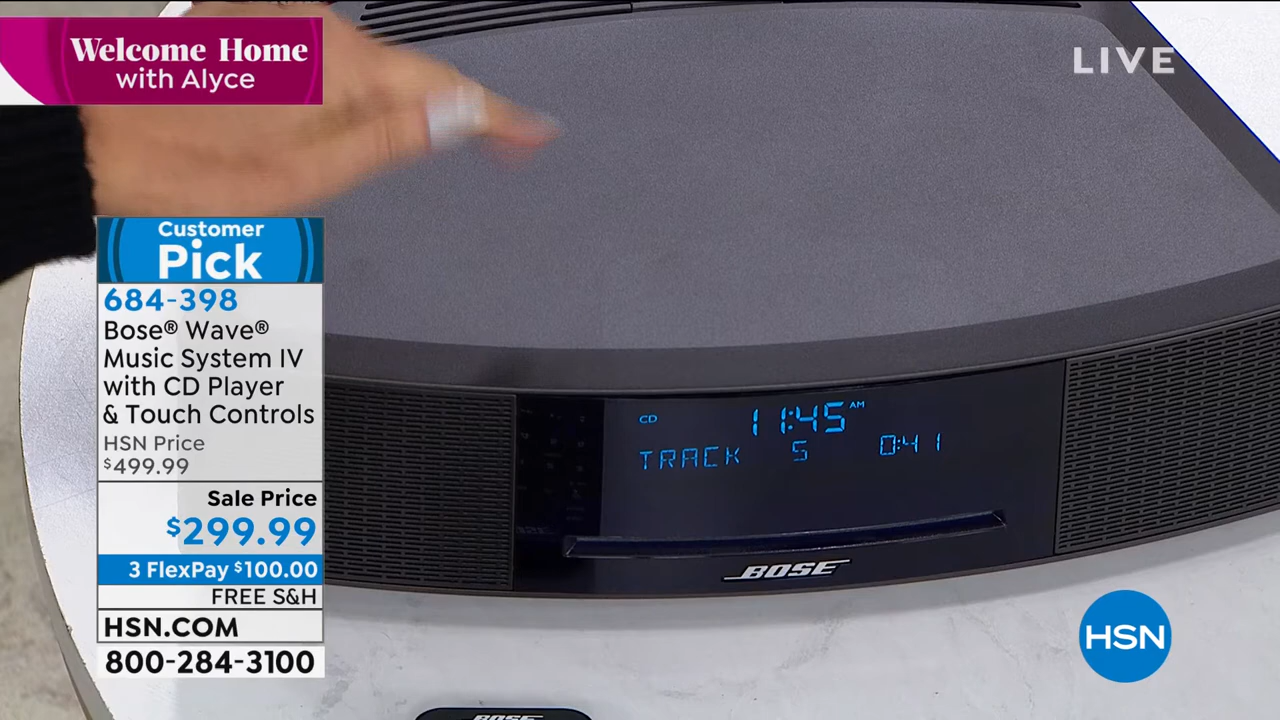 Welcome Home
with Alyce
LIVE
Customer
Pick
684-398
Bose® Wave®
Music System IV
with CD Player
& Touch Controls
HSN Price
$499.99
Sale Price
$299.99
3 FlexPay $100.00
FREE S&H
HSN.COM
800-284-3100
CD 11:45 AM
TRACK 5 0:41
BOSE
HSN
BOSE